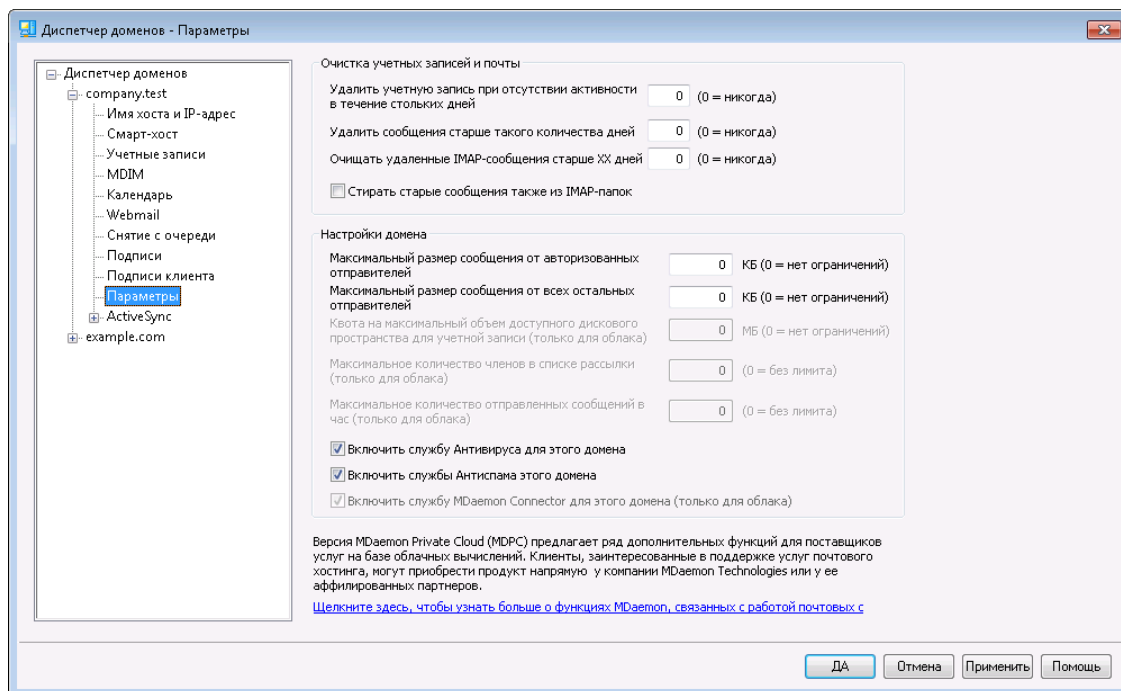 Диспетчер доменов - Параметры
Диспетчер доменов
company.test
Имя хоста и IP-адрес
Смарт-хост
Учетные записи
MDIM
Календарь
Webmail
Снятие с очереди
Подписи
Подписи клиента
Параметры
ActiveSync
example.com
Очистка учетных записей и почты
Удалить учетную запись при отсутствии активности
в течение стольких дней
0 (0 = никогда)
Удалить сообщения старше такого количества дней 0 (0 = никогда)
Очищать удаленные IMAP-сообщения старше XX дней 0 (0 = никогда)
Стирать старые сообщения также из IMAP-папок
Настройки домена
Максимальный размер сообщения от авторизованных
отправителей
0 КБ (0 = нет ограничений)
Максимальный размер сообщения от всех остальных
отправителей
0 КБ (0 = нет ограничений)
Квота на максимальный объем доступного дискового
пространства для учетной записи (только для облака)
0 МБ (0 = нет ограничений)
Максимальное количество членов в списке рассылки
(только для облака)
0 (0 = без лимита)
Максимальное количество отправленных сообщений в
час (только для облака)
0 (0 = без лимита)
Включить службу Антивируса для этого домена
Включить службы Антиспама этого домена
Включить службу MDaemon Connector для этого домена (только для облака)
Версия MDaemon Private Cloud (MDPC) предлагает ряд дополнительных функций для поставщиков
услуг на базе облачных вычислений. Клиенты, заинтересованные в поддержке услуг почтового
хостинга, могут приобрести продукт напрямую у компании MDaemon Technologies или у ее
аффилированных партнеров.
Щелкните здесь, чтобы узнать больше о функциях MDaemon, связанных с работой почтовых с
ДА
Отмена
Применить
Помощь